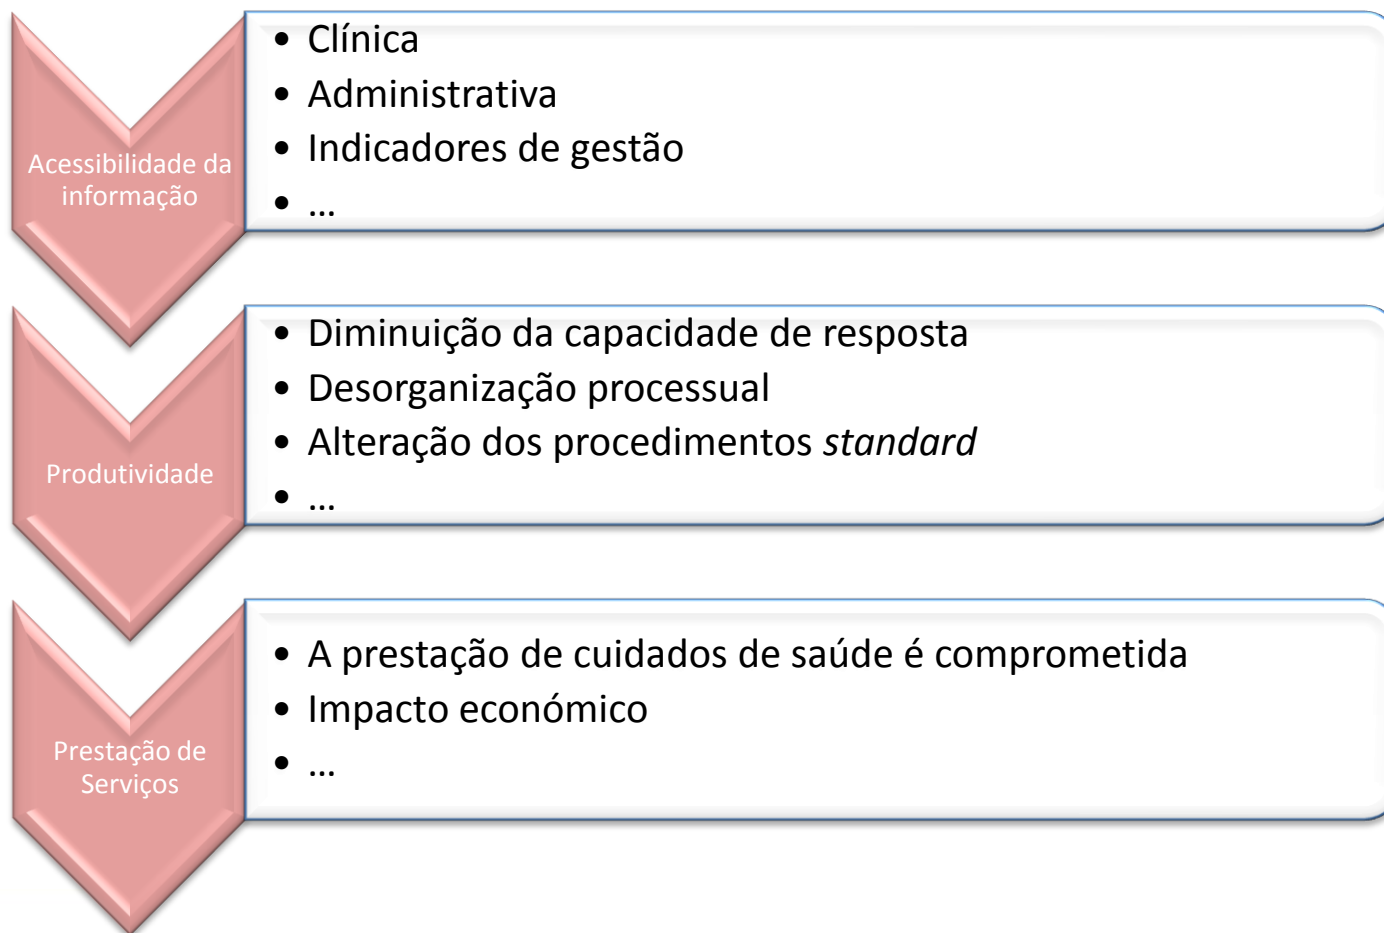 Acessibilidade da
informação
• Clínica
• Administrativa
• Indicadores de gestão
• ...
Produtividade
• Diminuição da capacidade de resposta
• Desorganização processual
• Alteração dos procedimentos standard
• ...
Prestação de
Serviços
• A prestação de cuidados de saúde é comprometida
• Impacto económico
• ...